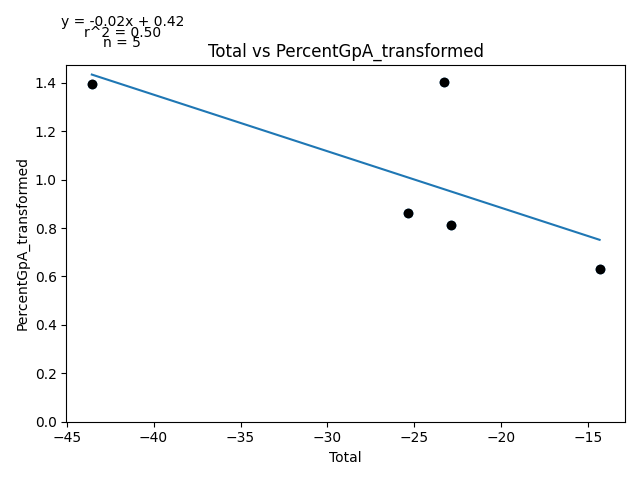 y = -0.02x + 0.42
r^2 = 0.50
n = 5
Total vs PercentGpA_transformed
1.4
1.2
1.0
0.8
0.6
0.4
0.2
0.0
PercentGpA_transformed
−45
−40
−35
−30
−25
−20
−15
Total